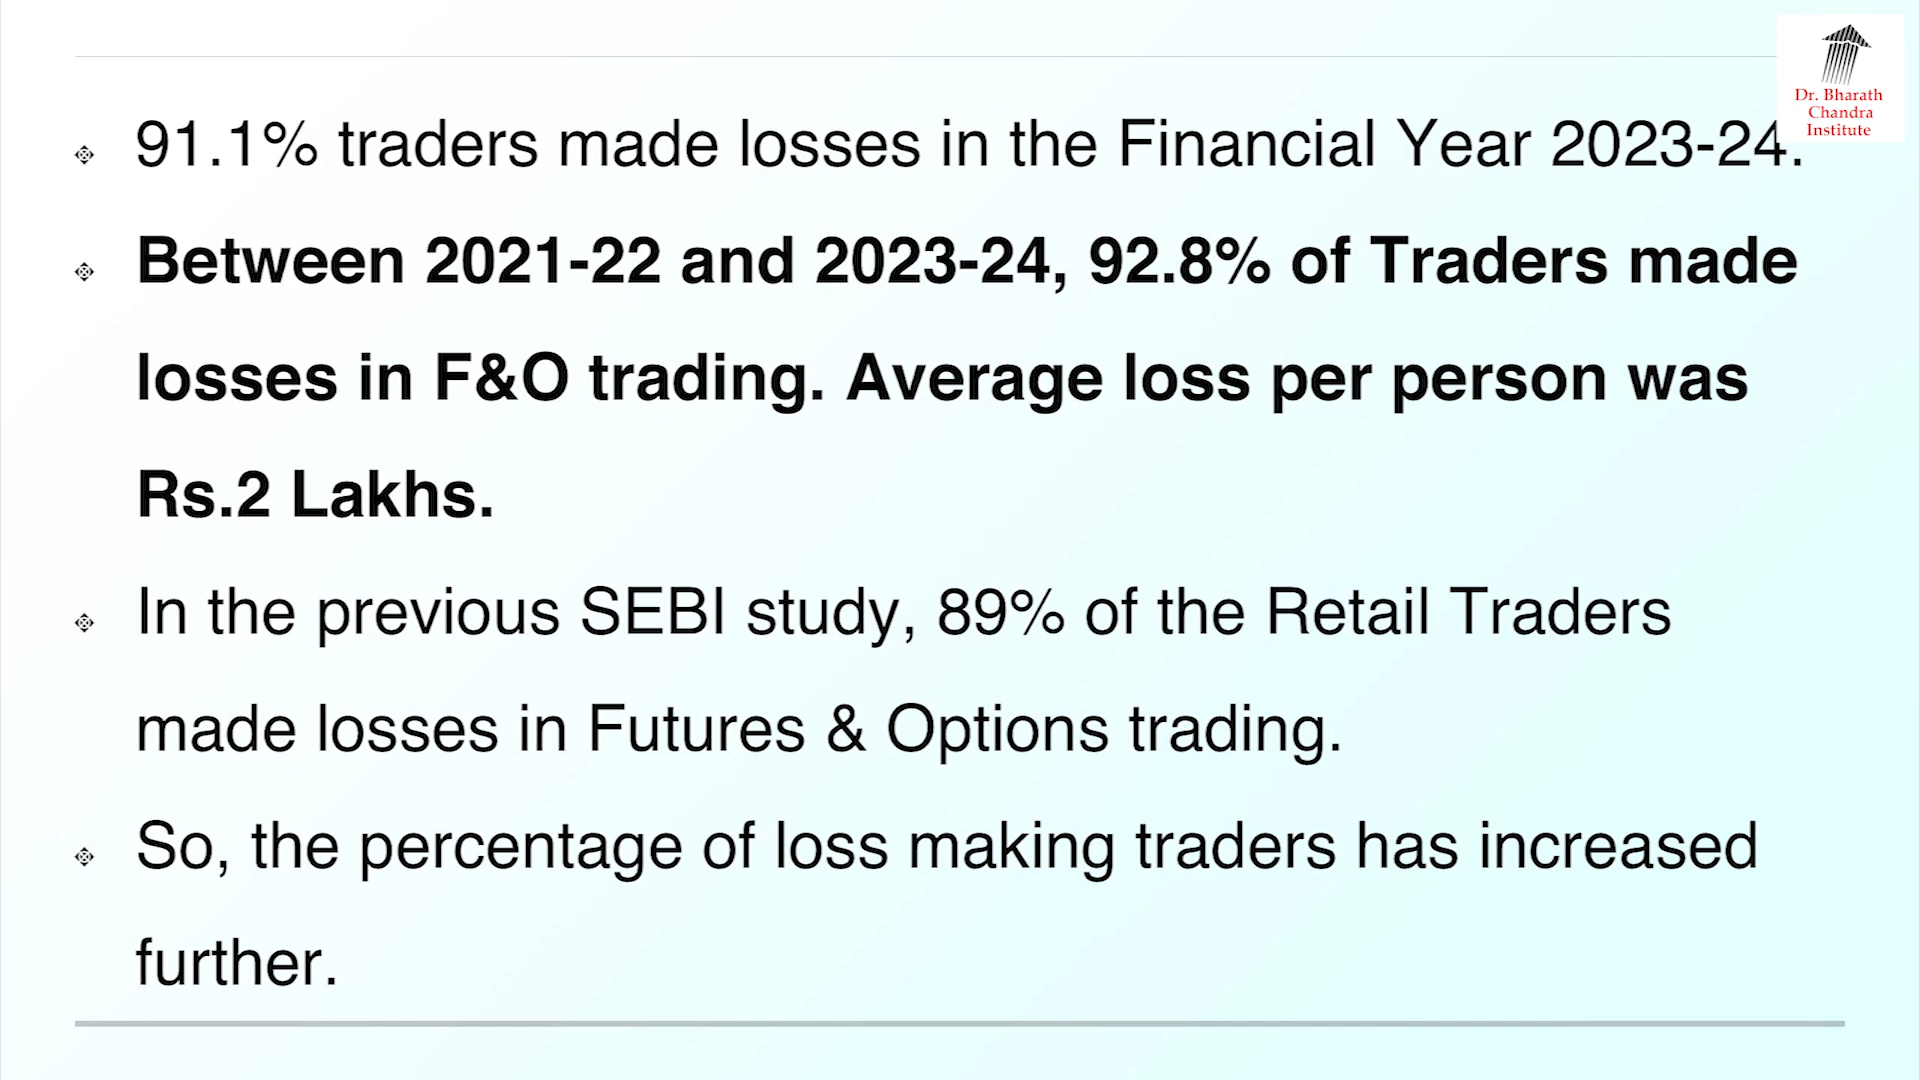 91.1% traders made losses in the Financial Year 2023-24.
Between 2021-22 and 2023-24, 92.8% of Traders made
losses in F&O trading. Average loss per person was
Rs.2 Lakhs.
In the previous SEBI study, 89% of the Retail Traders
made losses in Futures & Options trading.
So, the percentage of loss making traders has increased
further.
Dr. Bharath
Chandra
Institute